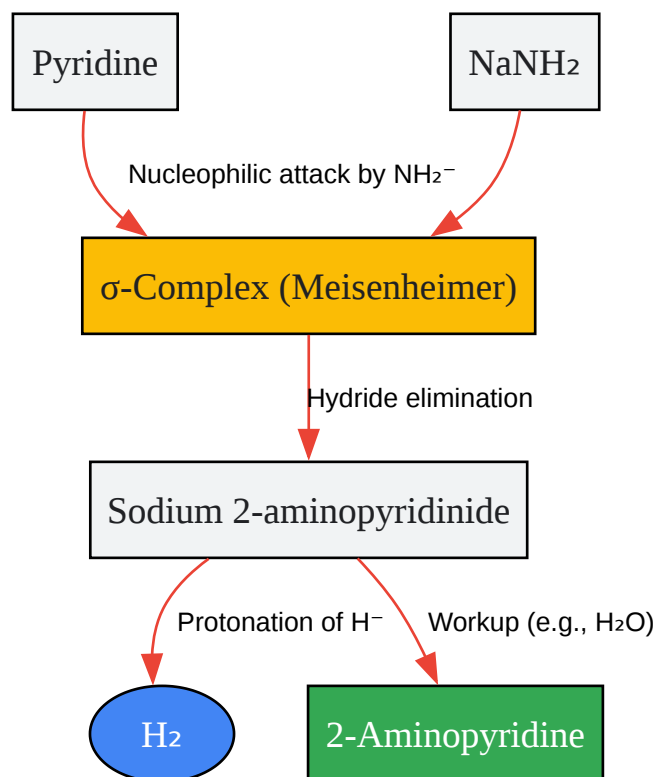 Pyridine
NaNH₂
Nucleophilic attack by NH₂⁻
σ-Complex (Meisenheimer)
Hydride elimination
Sodium 2-aminopyridinide
Protonation of H⁻
Workup (e.g., H₂O)
H₂
2-Aminopyridine